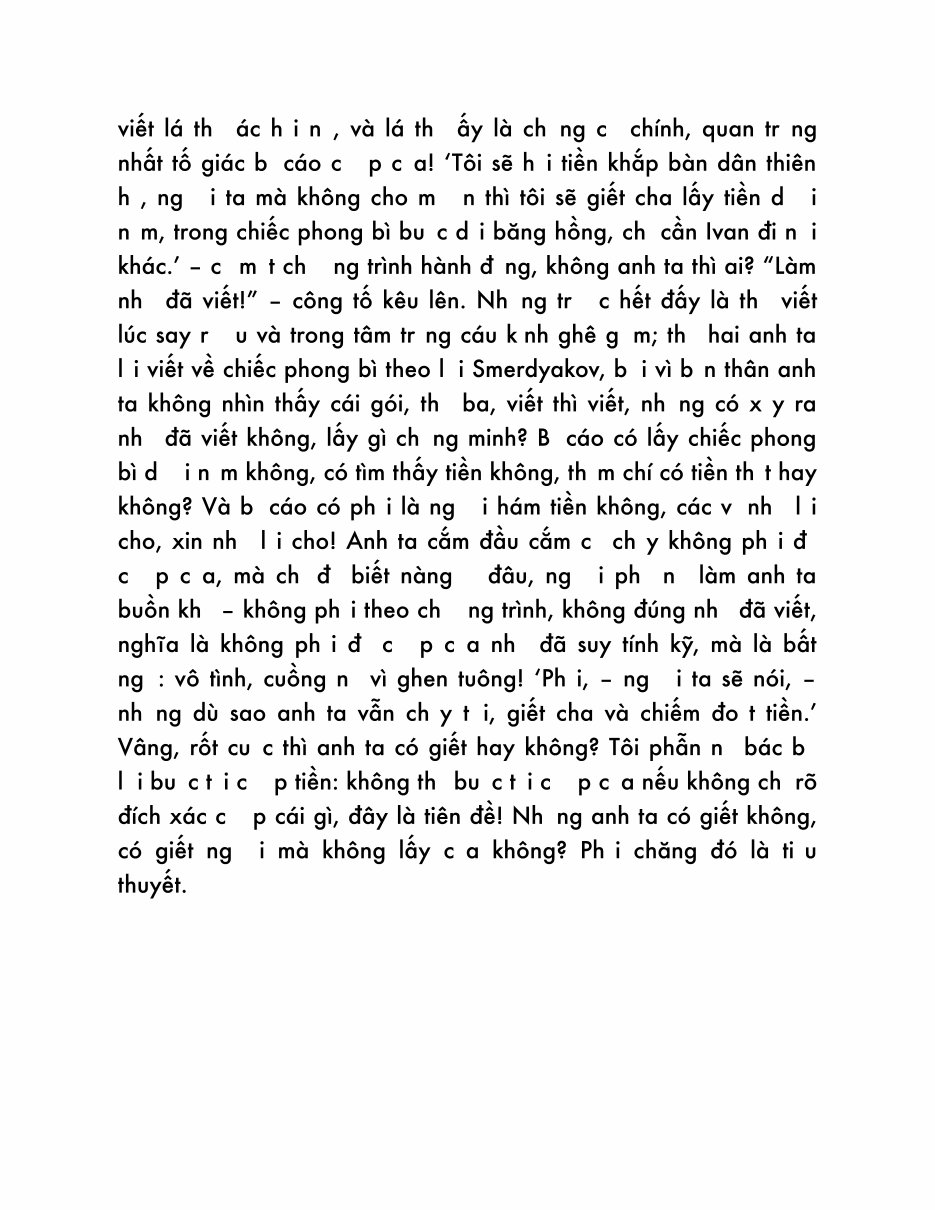 viết lá th ác h i n , và lá th ấy là ch ng c chính, quan tr ng
nhất tố giác b cáo c p c a! ‘Tôi sẽ h i tiền khắp bàn dân thiên
h , ng i ta mà không cho m n thì tôi sẽ giết cha lấy tiền d i
n m, trong chiếc phong bì bu c d i băng hồng, ch cần Ivan đi n i
khác.’ – c m t ch ng trình hành đ ng, không anh ta thì ai? “Làm
nh đã viết!” – công tố kêu lên. Nh ng tr c hết đấy là th viết
lúc say r u và trong tâm tr ng cáu k nh ghê g m; th hai anh ta
l i viết về chiếc phong bì theo l i Smerdyakov, b i vì b n thân anh
ta không nhìn thấy cái gói, th ba, viết thì viết, nh ng có x y ra
nh đã viết không, lấy gì ch ng minh? B cáo có lấy chiếc phong
bì d i n m không, có tìm thấy tiền không, th m chí có tiền th t hay
không? Và b cáo có ph i là ng i hám tiền không, các v nh l i
cho, xin nh l i cho! Anh ta cắm đầu cắm c ch y không ph i đ
c p c a, mà ch đ biết nàng đâu, ng i ph n làm anh ta
buồn kh – không ph i theo ch ng trình, không đúng nh đã viết,
nghĩa là không ph i đ c p c a nh đã suy tính kỹ, mà là bất
ng : vô tình, cuồng n vì ghen tuông! ‘Ph i, – ng i ta sẽ nói, –
nh ng dù sao anh ta vẫn ch y t i, giết cha và chiếm đo t tiền.’
Vâng, rốt cu c thì anh ta có giết hay không? Tôi phẫn n bác b
l i bu c t i c p tiền: không th bu c t i c p c a nếu không ch rõ
đích xác c p cái gì, đây là tiên đề! Nh ng anh ta có giết không,
có giết ng i mà không lấy c a không? Ph i chăng đó là ti u
thuyết.